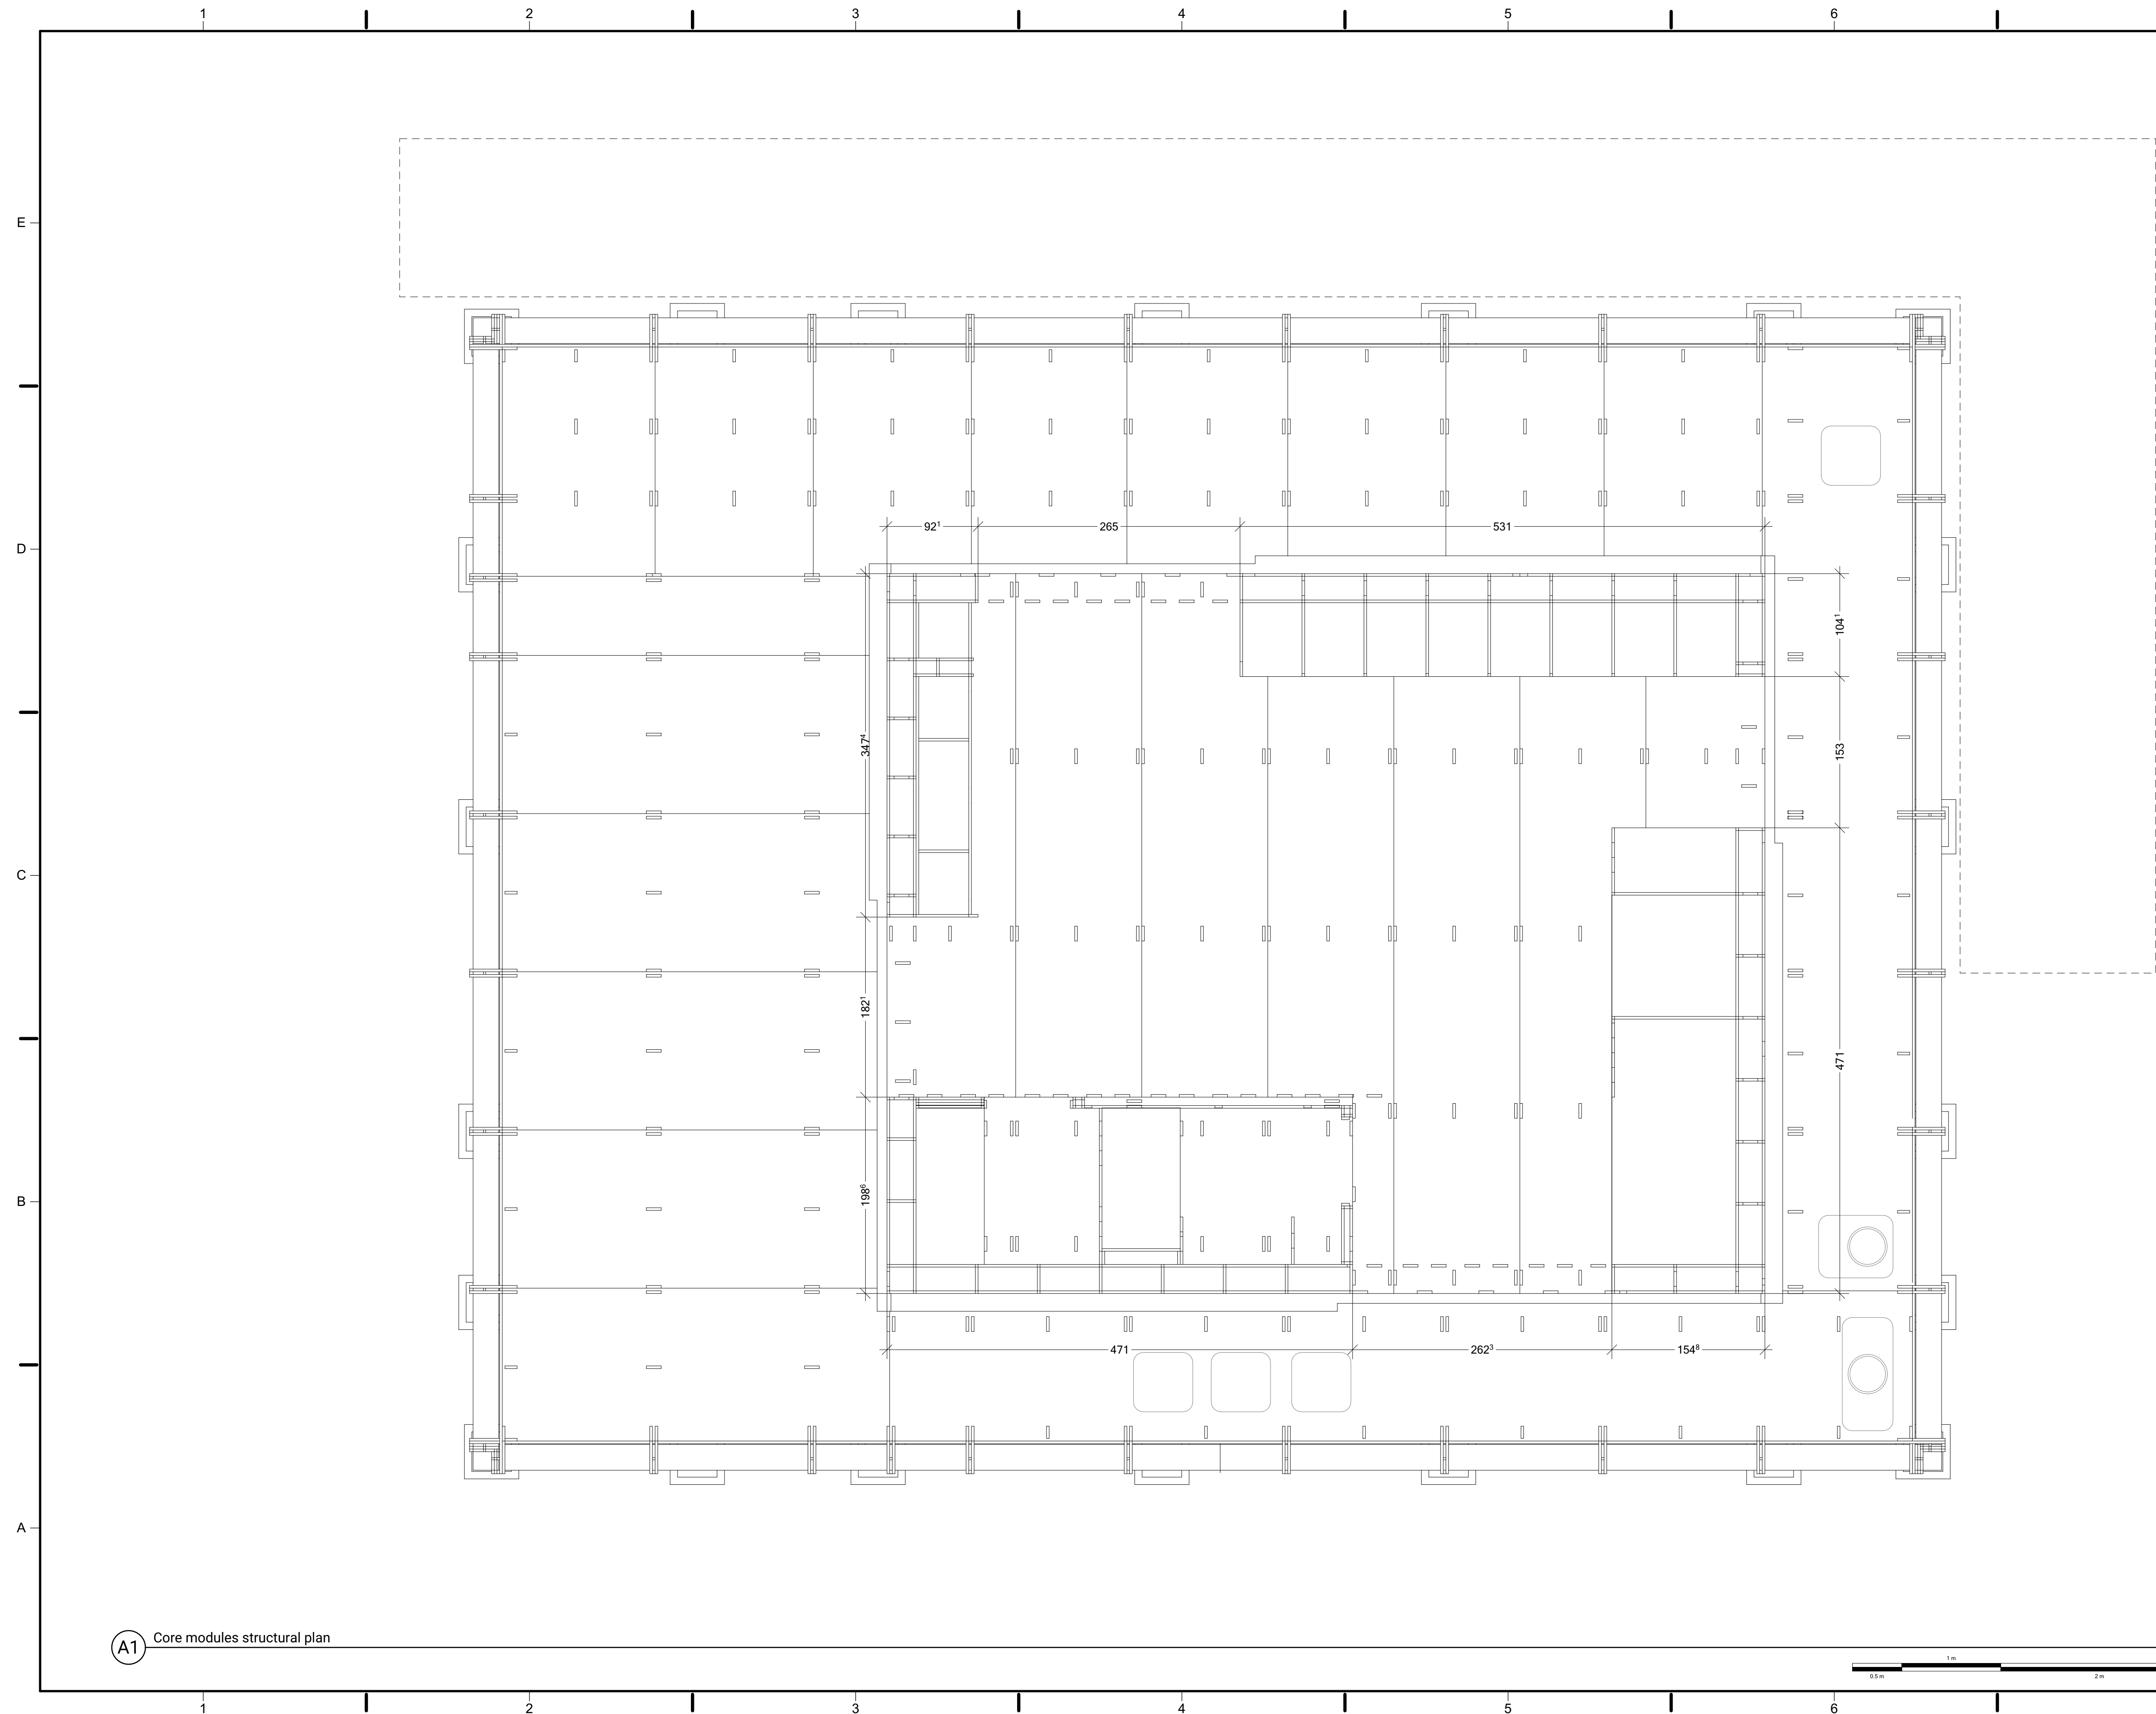 1 2 3 4 5 6
E
D
C
B
A
92¹ 265 531
104¹
347⁴
153
182¹
471
198⁶
471 262³ 154⁸
A1 Core modules structural plan
1 m
0.5 m 2 m
1 2 3 4 5 6